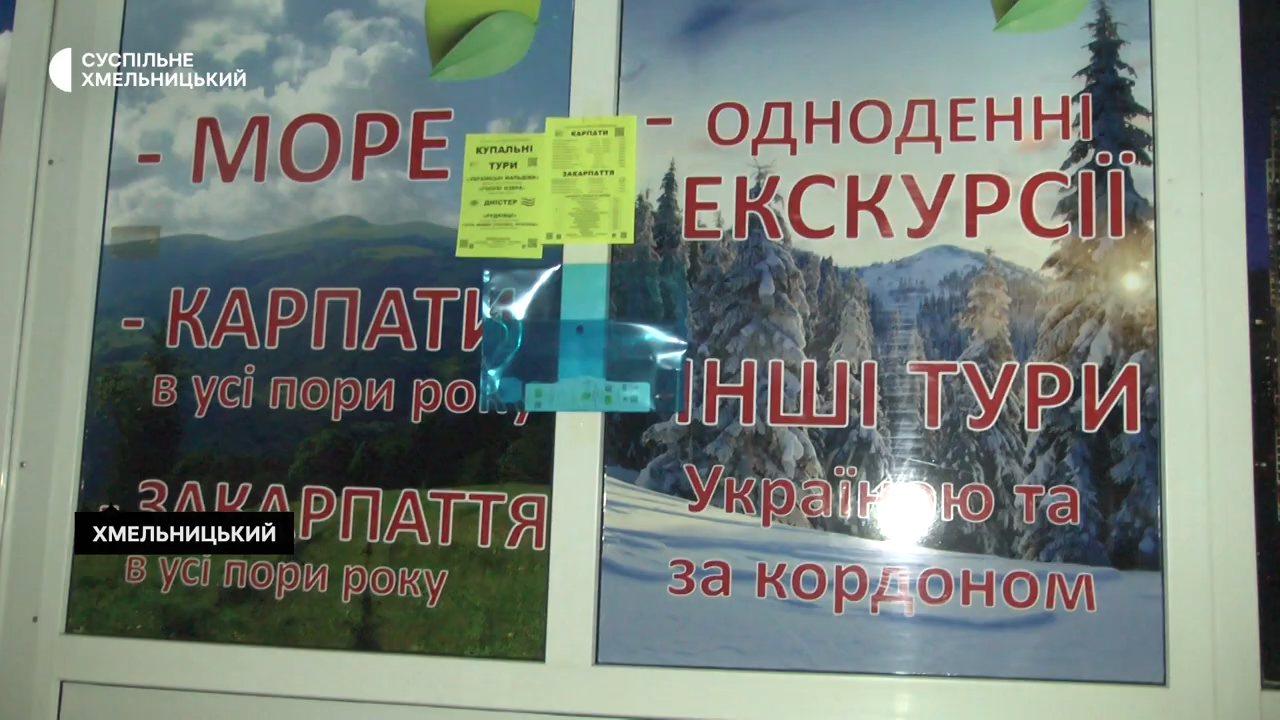 СУСПІЛЬНЕ
ХМЕЛЬНИЦЬКИЙ
- МОРЕ
- КАРПАТИ
в усі пори року
- ЗАКАРПАТТЯ
в усі пори року
КУПАЛЬНІ
ТУРИ
ДНІСТЕР
КАРПАТИ
ЗАКАРПАТТЯ
- ОДНОДЕННІ
ЕКСКУРСІЇ
ІНШІ ТУРИ
Україною та
за кордоном
ХМЕЛЬНИЦЬКИЙ